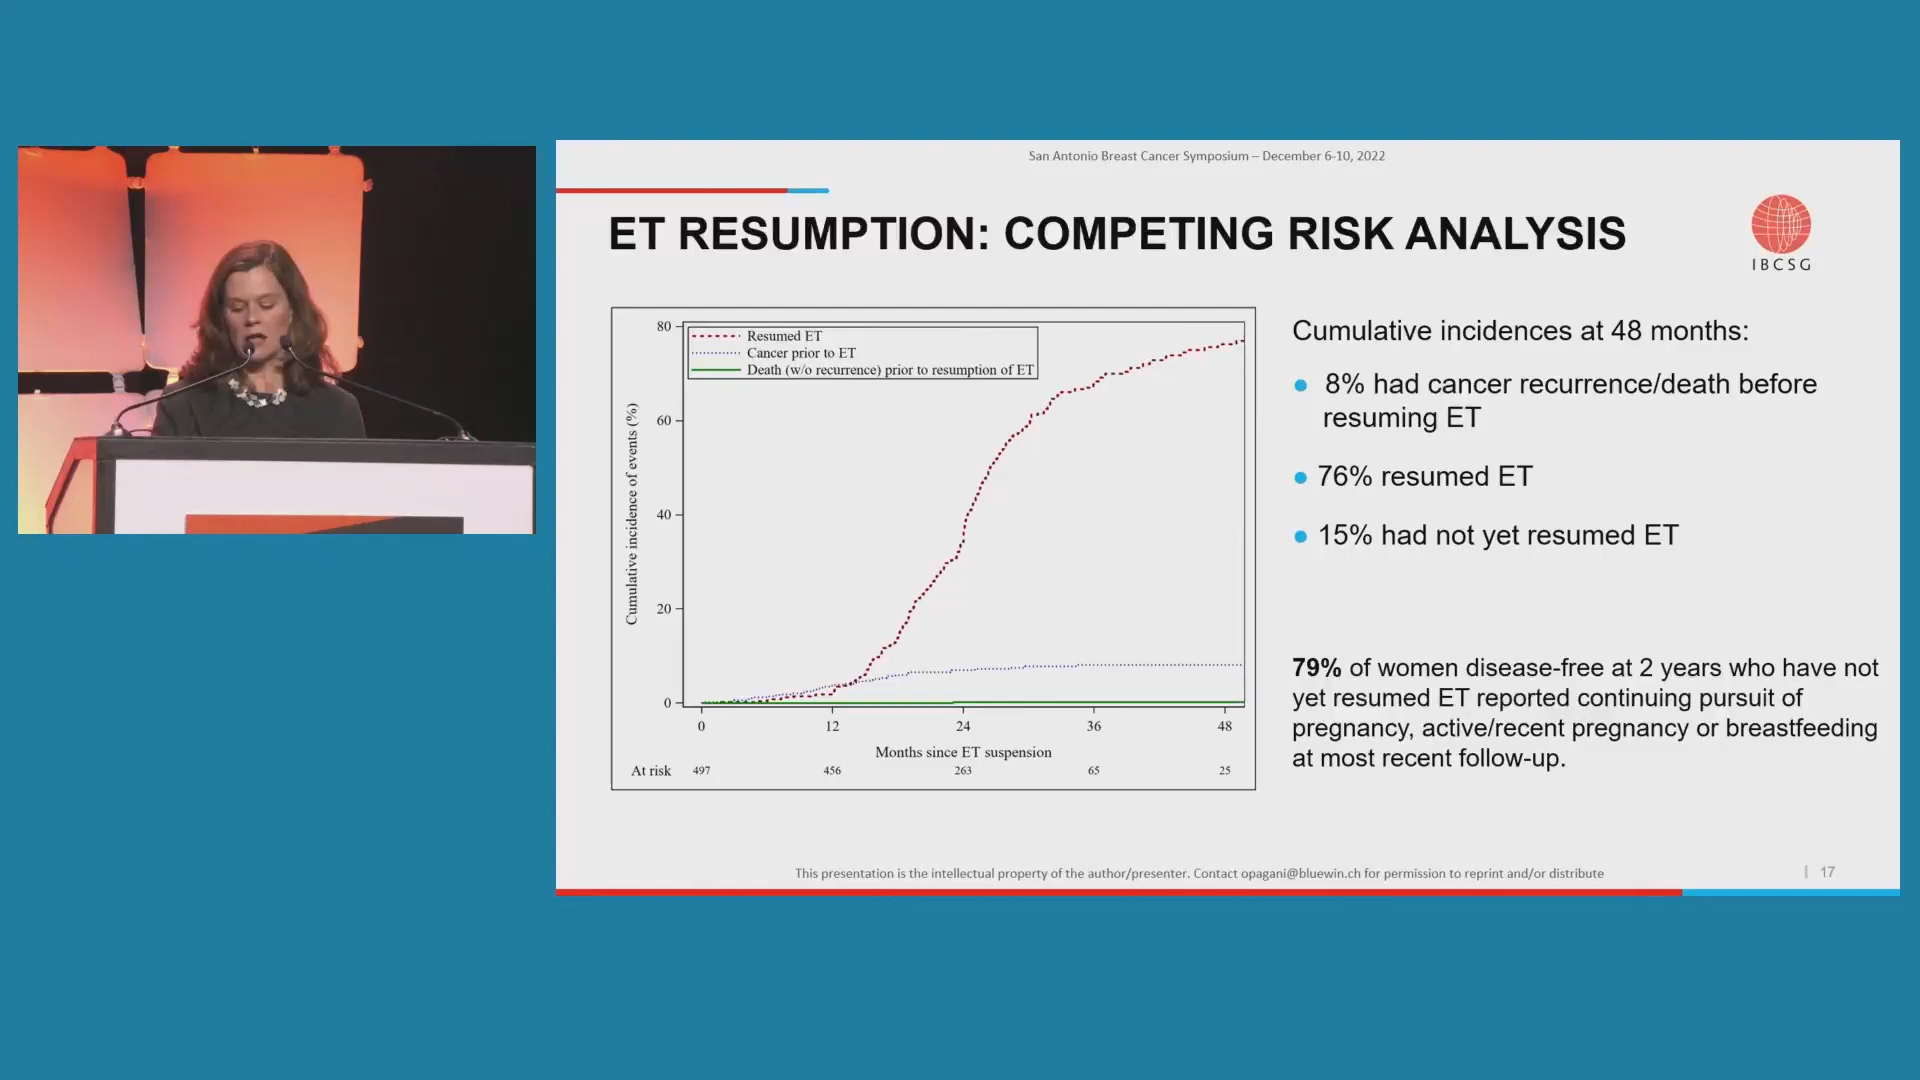 San Antonio Breast Cancer Symposium – December 6-10, 2022
ET RESUMPTION: COMPETING RISK ANALYSIS
IBCSG
80
60
40
20
0
Cumulative incidence of events (%)
Resumed ET
Cancer prior to ET
Death (w/o recurrence) prior to resumption of ET
0 12 24 36 48
Months since ET suspension
At risk 497 456 263 65 25
Cumulative incidences at 48 months:
• 8% had cancer recurrence/death before
resuming ET
• 76% resumed ET
• 15% had not yet resumed ET
79% of women disease-free at 2 years who have not
yet resumed ET reported continuing pursuit of
pregnancy, active/recent pregnancy or breastfeeding
at most recent follow-up.
This presentation is the intellectual property of the author/presenter. Contact opagani@bluewin.ch for permission to reprint and/or distribute
| 17